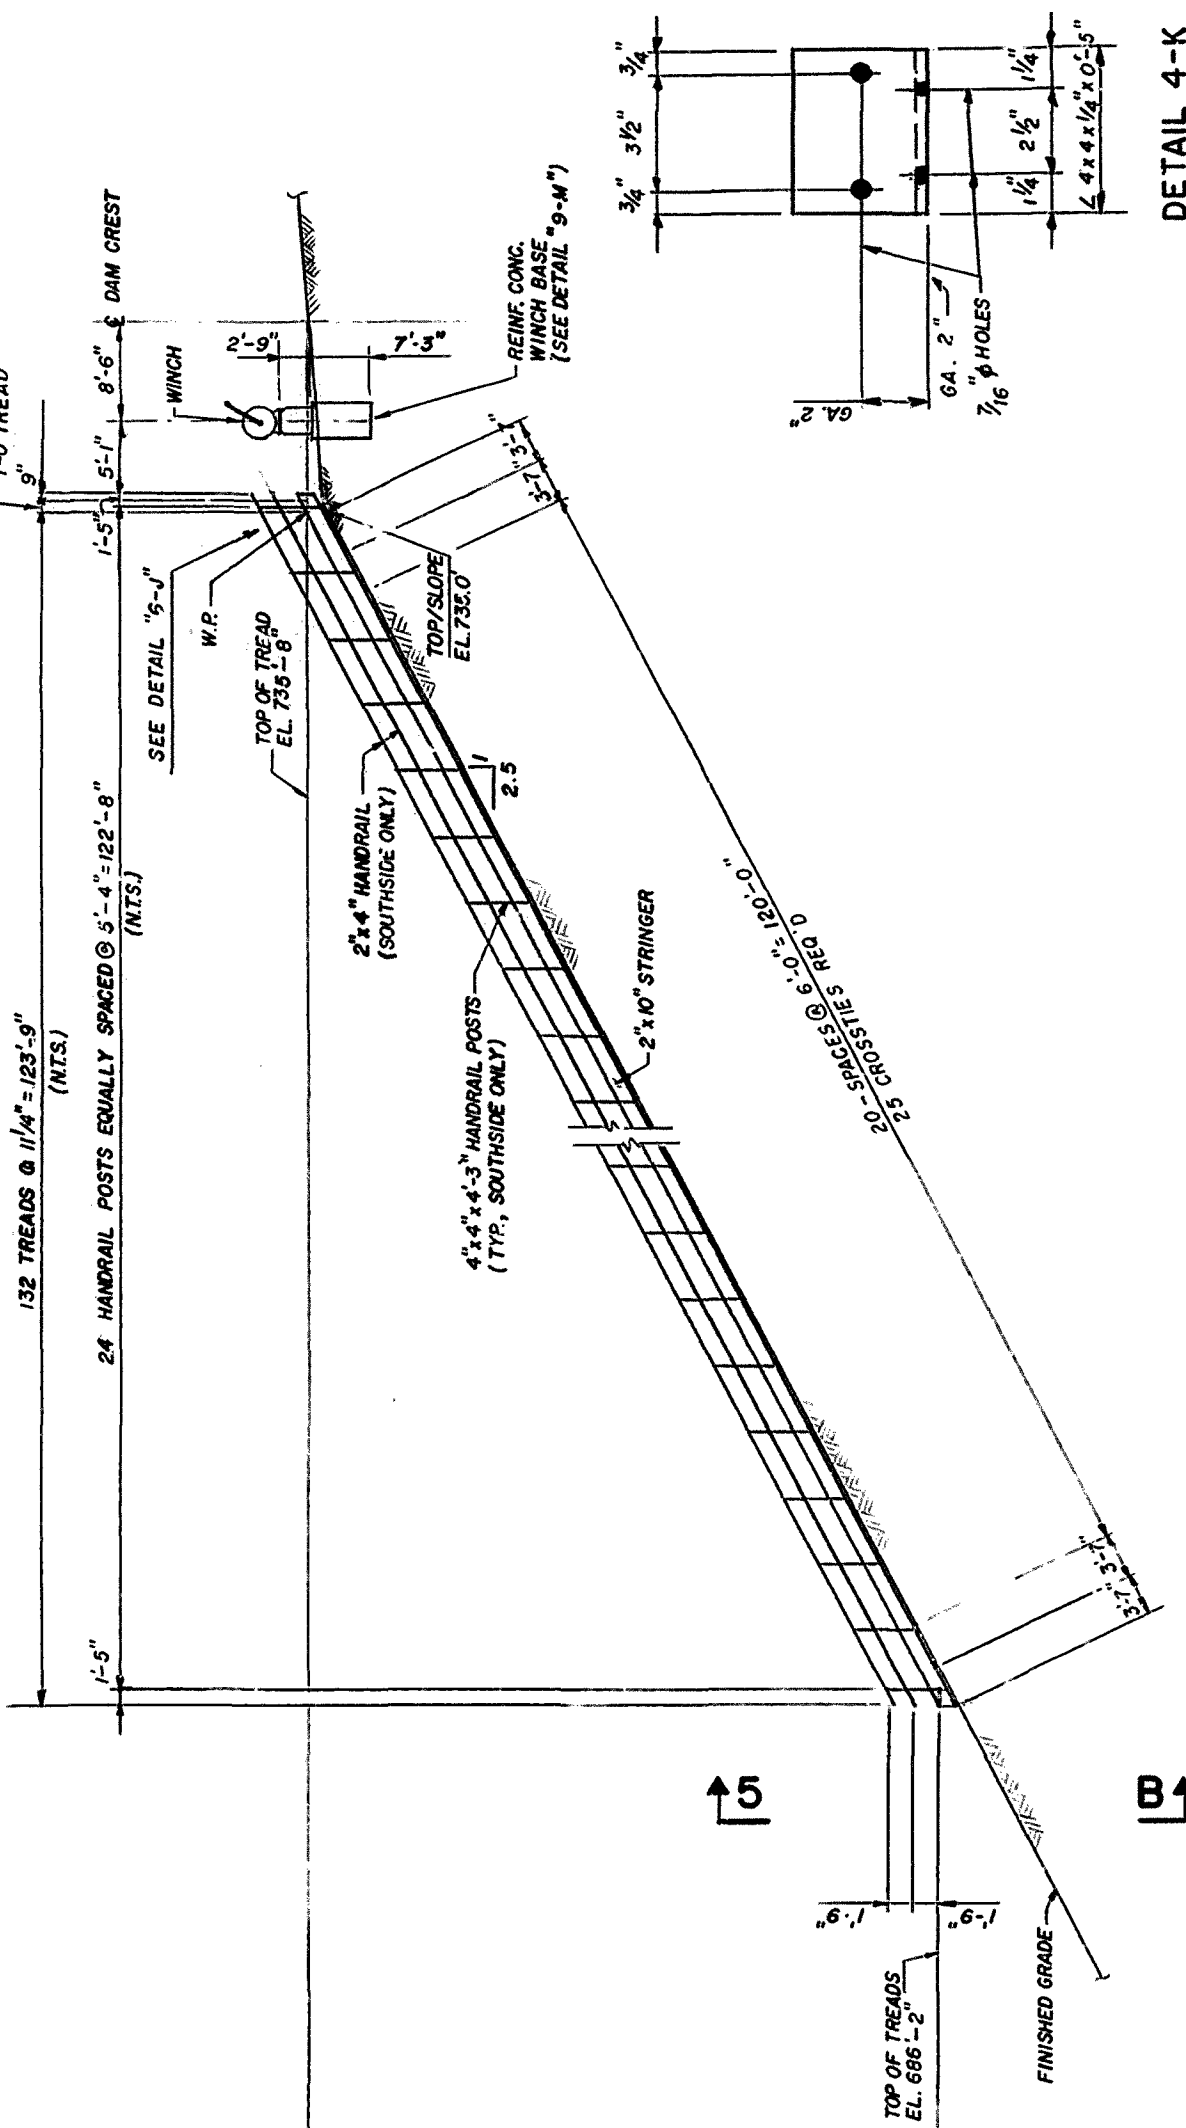 1'-0 TREAD
9"
132 TREADS @ 11 1/4" = 123'-9"
(N.T.S.)
1'-5"
24 HANDRAIL POSTS EQUALLY SPACED @ 5'-4" = 122'-8"
(N.T.S.)
1'-5"
5'-1"
8'-6"
℄ DAM CREST
WINCH
2'-9"
7'-3"
REINF. CONC.
WINCH BASE
(SEE DETAIL "9-M")
SEE DETAIL "5-J"
W.P.
TOP OF TREAD
EL. 735'-8"
TOP/SLOPE
EL. 735.0'
1
2.5
2"x4" HANDRAIL
(SOUTHSIDE ONLY)
4"x4"x4'-3" HANDRAIL POSTS
(TYP., SOUTHSIDE ONLY)
2"x10" STRINGER
3'-7"
3'-7"
20 - SPACES @ 6'-0" = 120'-0"
25 CROSSTIES REQ'D
3'-7"
3'-7"
1'-9"
1'-9"
TOP OF TREADS
EL. 686'-2"
FINISHED GRADE
5
B
3/4"
3 1/2"
3/4"
GA. 2"
GA. 2"
7/16" ϕ HOLES
1 1/4"
2 1/2"
1 1/4"
∠ 4x4x1/4"x0'-5"
DETAIL 4-K